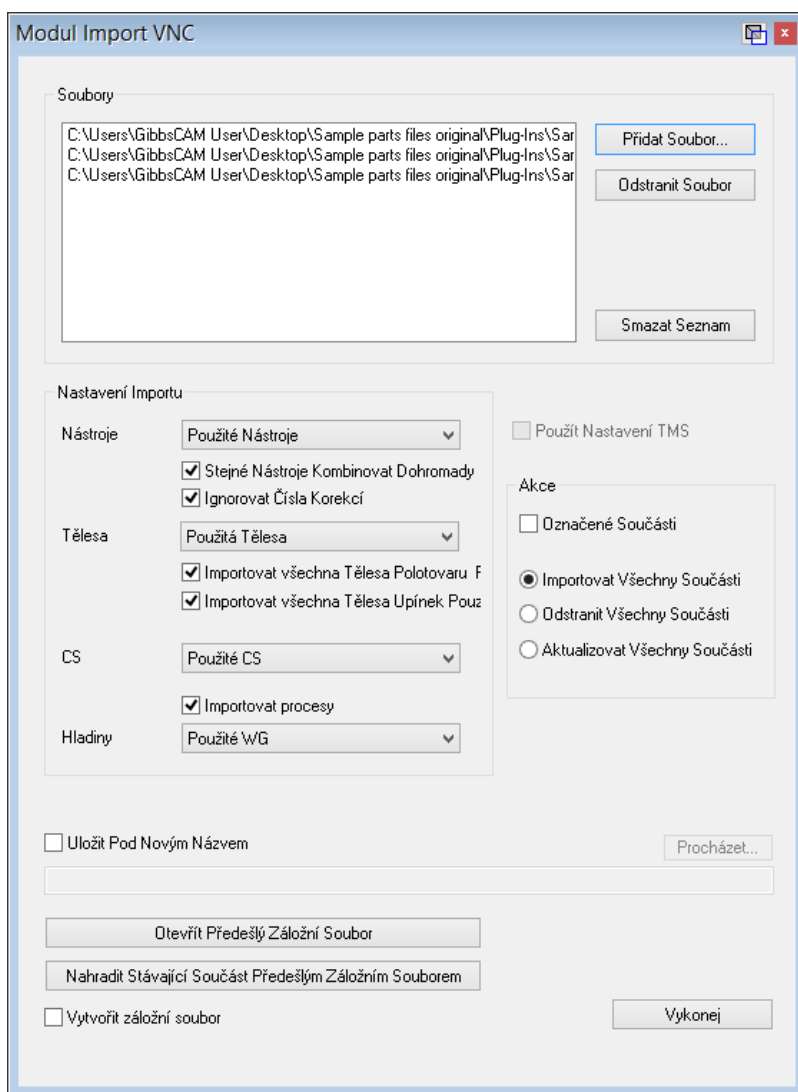 Modul Import VNC
Soubory
C:\Users\GibbsCAM User\Desktop\Sample parts files original\Plug-Ins\Sar
C:\Users\GibbsCAM User\Desktop\Sample parts files original\Plug-Ins\Sar
C:\Users\GibbsCAM User\Desktop\Sample parts files original\Plug-Ins\Sar
Přidat Soubor...
Odstranit Soubor
Smazat Seznam
Nastavení Importu
Nástroje
Použité Nástroje
Stejné Nástroje Kombinovat Dohromady
Ignorovat Čísla Korekcí
Tělesa
Použitá Tělesa
Importovat všechna Tělesa Polotovaru
Importovat všechna Tělesa Upínek Pouz
CS
Použité CS
Importovat procesy
Hladiny
Použité WG
Použít Nastavení TMS
Akce
Označené Součásti
Importovat Všechny Součásti
Odstranit Všechny Součásti
Aktualizovat Všechny Součásti
Uložit Pod Novým Názvem
Procházet...
Otevřít Předešlý Záložní Soubor
Nahradit Stávající Součást Předešlým Záložním Souborem
Vytvořit záložní soubor
Vykonej